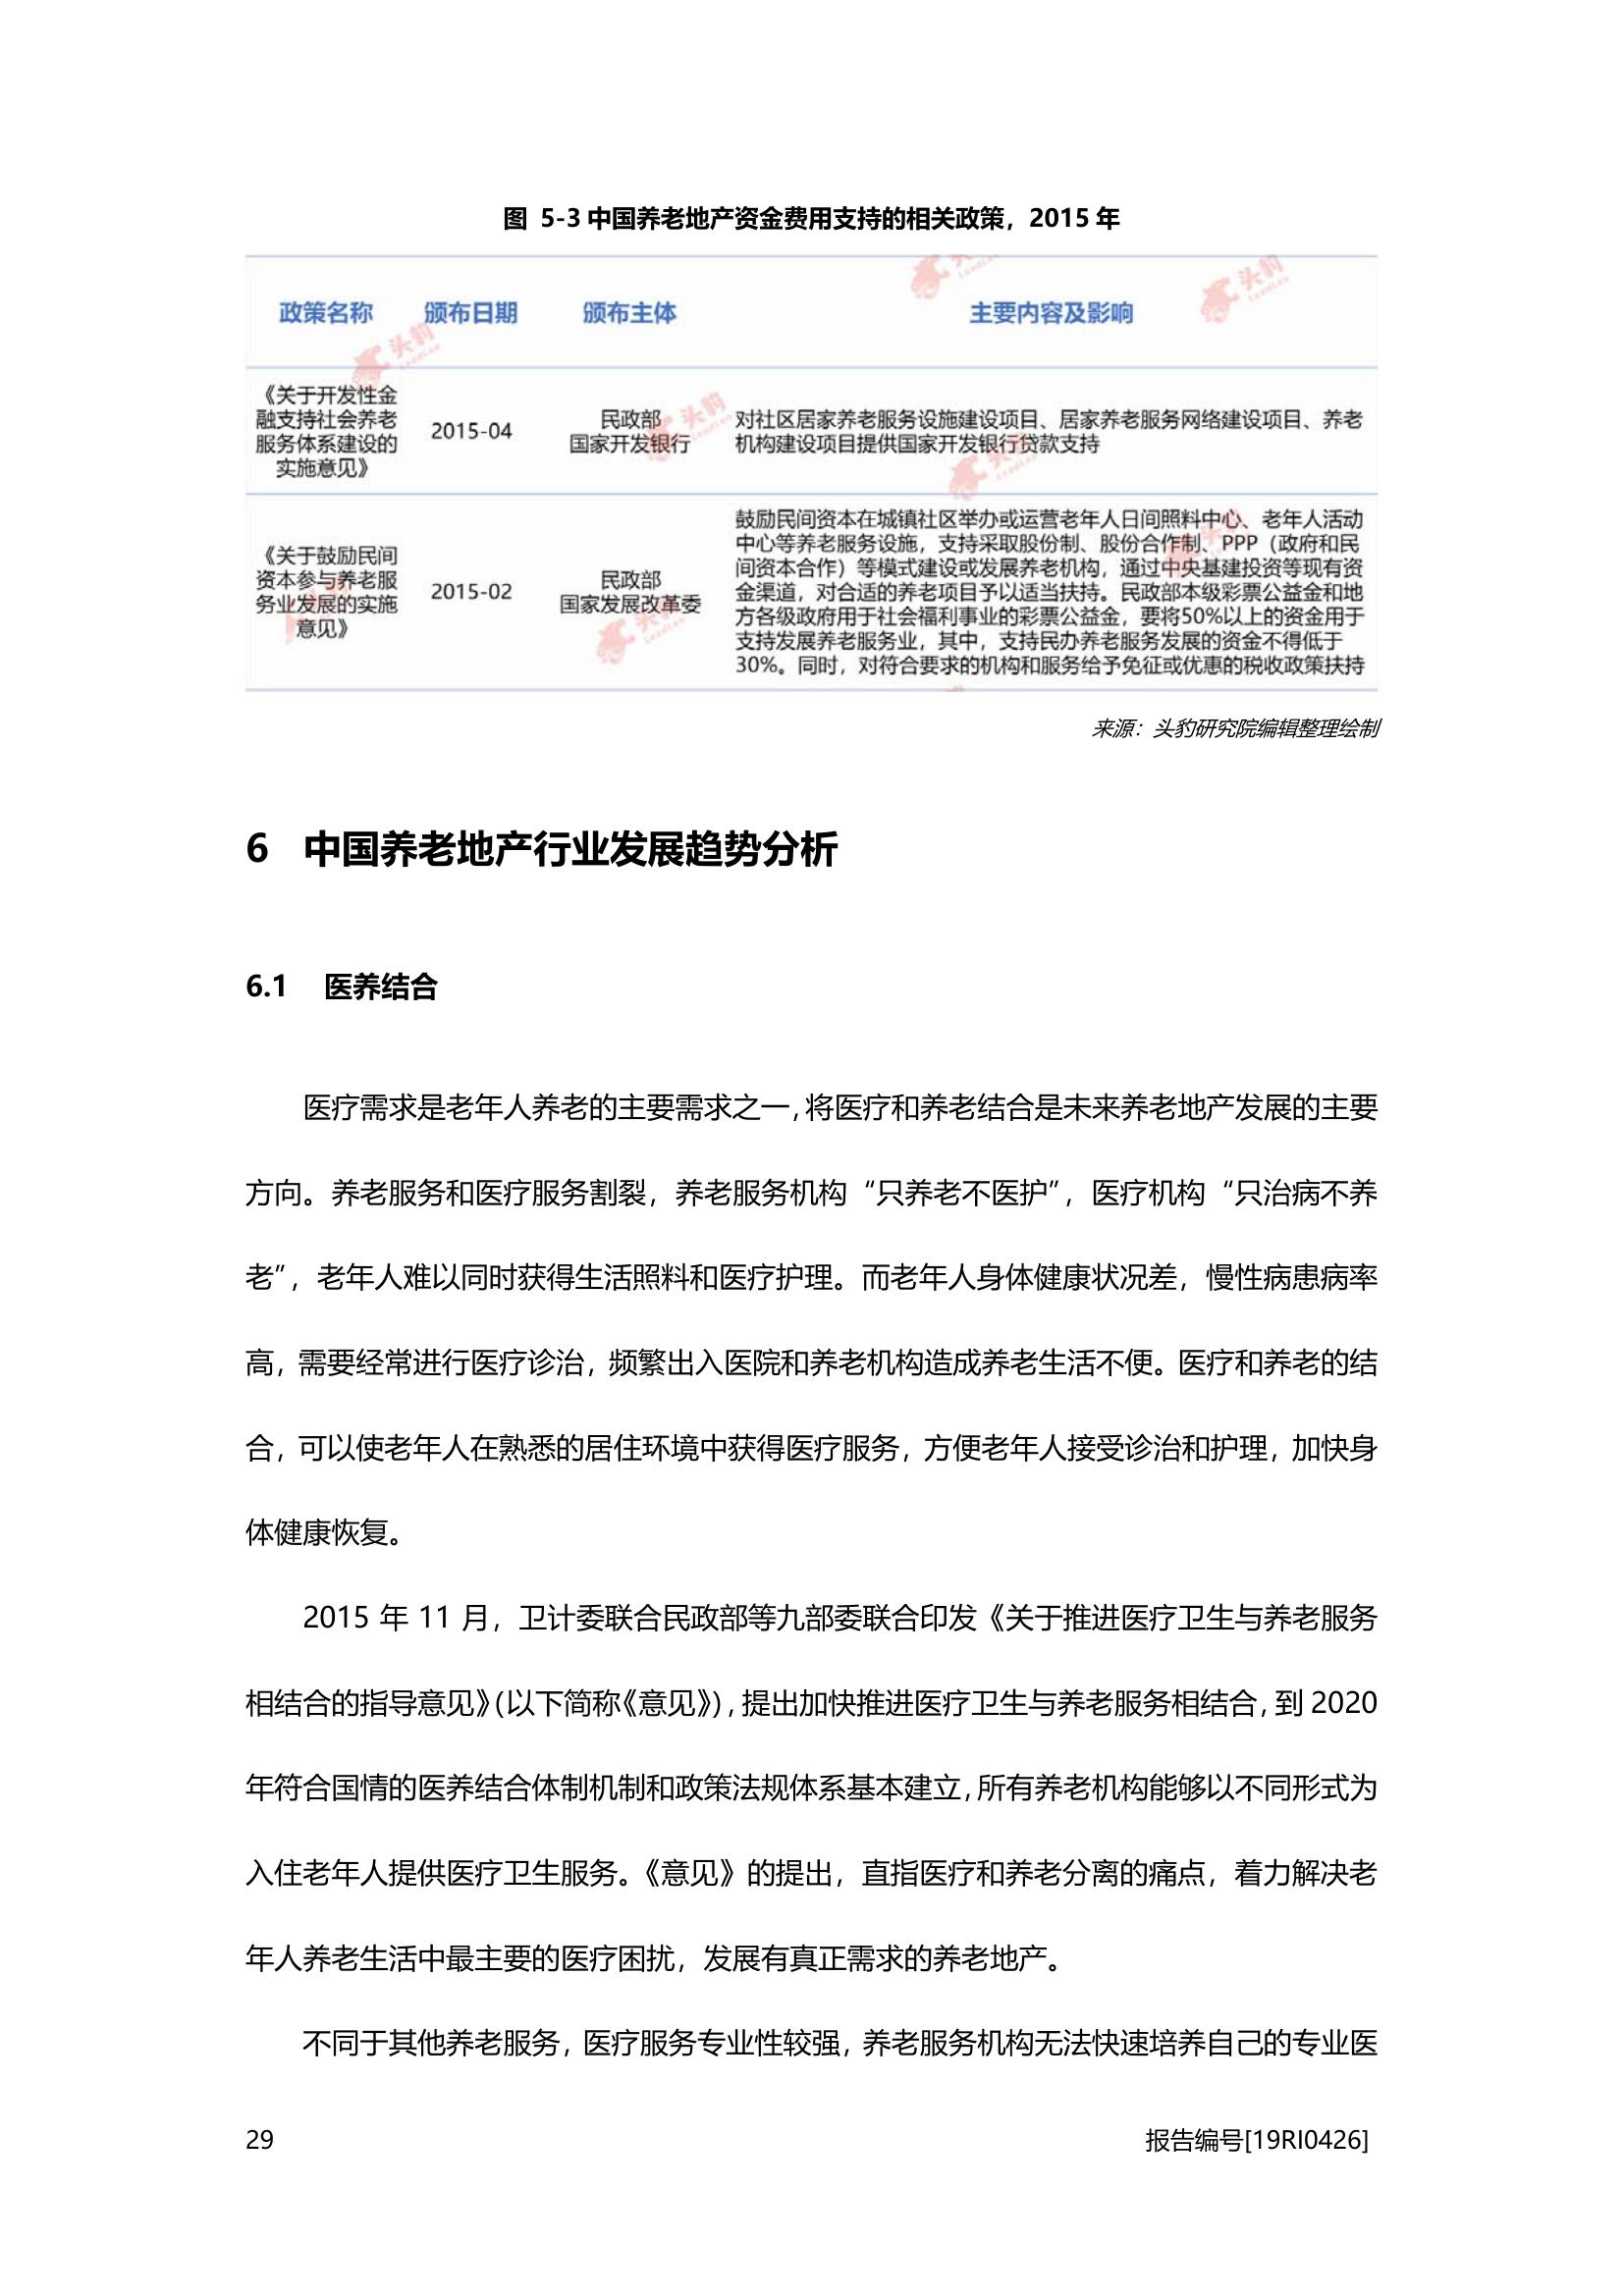 图 5-3 中国养老地产资金费用支持的相关政策，2015 年
政策名称 颁布日期 颁布主体 主要内容及影响
《关于开发性金
融支持社会养老
服务体系建设的
实施意见》
2015-04
民政部
国家开发银行
对社区居家养老服务设施建设项目、居家养老服务网络建设项目、养老
机构建设项目提供国家开发银行贷款支持
《关于鼓励民间
资本参与养老服
务业发展的实施
意见》
2015-02
民政部
国家发展改革委
鼓励民间资本在城镇社区举办或运营老年人日间照料中心、老年人活动
中心等养老服务设施，支持采取股份制、股份合作制、PPP（政府和民
间资本合作）等模式建设或发展养老机构，通过中央基建投资等现有资
金渠道，对合适的养老项目予以适当扶持。民政部本级彩票公益金和地
方各级政府用于社会福利事业的彩票公益金，要将50%以上的资金用于
支持发展养老服务业，其中，支持民办养老服务发展的资金不得低于
30%。同时，对符合要求的机构和服务给予免征或优惠的税收政策扶持
来源：头豹研究院编辑整理绘制
6 中国养老地产行业发展趋势分析
6.1 医养结合
医疗需求是老年人养老的主要需求之一，将医疗和养老结合是未来养老地产发展的主要
方向。养老服务和医疗服务割裂，养老服务机构“只养老不医护”，医疗机构“只治病不养
老”，老年人难以同时获得生活照料和医疗护理。而老年人身体健康状况差，慢性病患病率
高，需要经常进行医疗诊治，频繁出入医院和养老机构造成养老生活不便。医疗和养老的结
合，可以使老年人在熟悉的居住环境中获得医疗服务，方便老年人接受诊治和护理，加快身
体健康恢复。
2015 年 11 月，卫计委联合民政部等九部委联合印发《关于推进医疗卫生与养老服务
相结合的指导意见》（以下简称《意见》），提出加快推进医疗卫生与养老服务相结合，到 2020
年符合国情的医养结合体制机制和政策法规体系基本建立，所有养老机构能够以不同形式为
入住老年人提供医疗卫生服务。《意见》的提出，直指医疗和养老分离的痛点，着力解决老
年人养老生活中最主要的医疗困扰，发展有真正需求的养老地产。
不同于其他养老服务，医疗服务专业性较强，养老服务机构无法快速培养自己的专业医
29 报告编号[19RI0426]